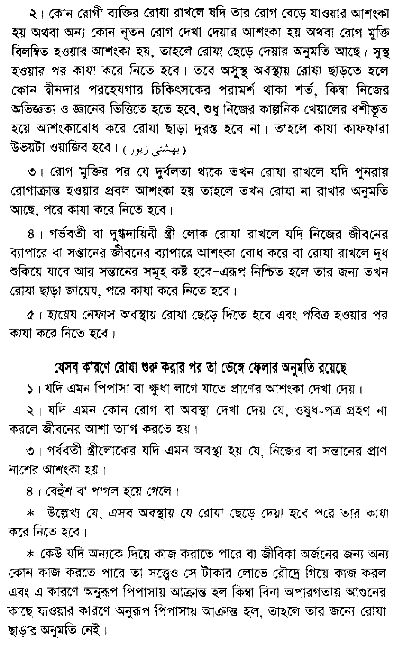 ২। কোন রোগী ব্যক্তির রোযা রাখলে যদি তার রোগ বেড়ে যাওয়ার আশংকা
হয় অথবা অন্য কোন নূতন রোগ দেখা দেয়ার আশংকা হয় অথবা রোগ মুক্তি
বিলম্বিত হওয়ার আশংকা হয়, তাহলে রোযা ছেড়ে দেয়ার অনুমতি আছে। সুস্থ
হওয়ার পর কাযা করে নিতে হবে। তবে অসুস্থ অবস্থায় রোযা ছাড়তে হলে
কোন দ্বীনদার পরহেযগার চিকিৎসকের পরামর্শ থাকা শর্ত, কিম্বা নিজের
অভিজ্ঞতা ও জ্ঞানের ভিত্তিতে হতে হবে, শুধু নিজের কাল্পনিক খেয়ালের বশীভূত
হয়ে আশংকাবোধ করে রোযা ছাড়া দুরস্ত হবে না। তাহলে কাযা কাফফারা
উভয়টা ওয়াজিব হবে। (بهشتی زیور)
৩। রোগ মুক্তির পর যে দুর্বলতা থাকে তখন রোযা রাখলে যদি পুনরায়
রোগাক্রান্ত হওয়ার প্রবল আশংকা হয় তাহলে তখন রোযা না রাখার অনুমতি
আছে, পরে কাযা করে নিতে হবে।
৪। গর্ভবতী বা দুগ্ধদায়িনী স্ত্রী লোক রোযা রাখলে যদি নিজের জীবনের
ব্যাপারে বা সন্তানের জীবনের ব্যাপারে আশংকা বোধ করে বা রোযা রাখলে দুধ
শুকিয়ে যাবে আর সন্তানের সমূহ কষ্ট হবে–এরূপ নিশ্চিত হলে তার জন্য তখন
রোযা ছাড়া জায়েয, পরে কাযা করে নিতে হবে।
৫। হায়েয নেফাস অবস্থায় রোযা ছেড়ে দিতে হবে এবং পবিত্র হওয়ার পর
কাযা করে নিতে হবে।
যেসব কারণে রোযা শুরু করার পর তা ভেঙ্গে ফেলার অনুমতি রয়েছে
১। যদি এমন পিপাসা বা ক্ষুধা লাগে যাতে প্রাণের আশংকা দেখা দেয়।
২। যদি এমন কোন রোগ বা অবস্থা দেখা দেয় যে, ওষুধ-পত্র গ্রহণ না
করলে জীবনের আশা ত্যাগ করতে হয়।
৩। গর্ববতী স্ত্রীলোকের যদি এমন অবস্থা হয় যে, নিজের বা সন্তানের প্রাণ
নাশের আশংকা হয়।
৪। বেহুঁশ বা পাগল হয়ে গেলে।
* উল্লেখ্য যে, এসব অবস্থায় যে রোযা ছেড়ে দেয়া হবে পরে তার কাযা
করে নিতে হবে।
* কেউ যদি অন্যকে দিয়ে কাজ করাতে পারে বা জীবিকা অর্জনের জন্য অন্য
কোন কাজ করতে পারে তা সত্ত্বেও সে টাকার লোভে রৌদ্রে গিয়ে কাজ করল
এবং এ কারণে অনুরূপ পিপাসায় আক্রান্ত হল কিম্বা বিনা অপারগতায় আগুনের
কাছে যাওয়ার কারণে অনুরূপ পিপাসায় আক্রান্ত হল, তাহলে তার জন্যে রোযা
ছাড়ার অনুমতি নেই।